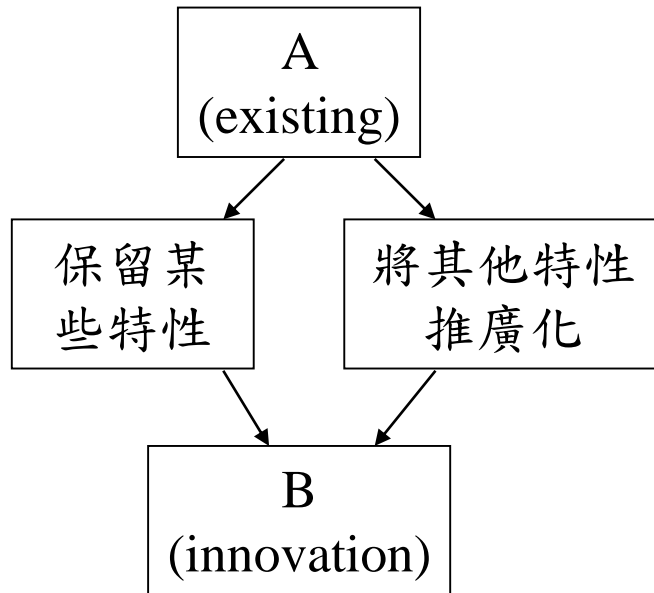 A
(existing)
保留某
些特性
將其他特性
推廣化
B
(innovation)